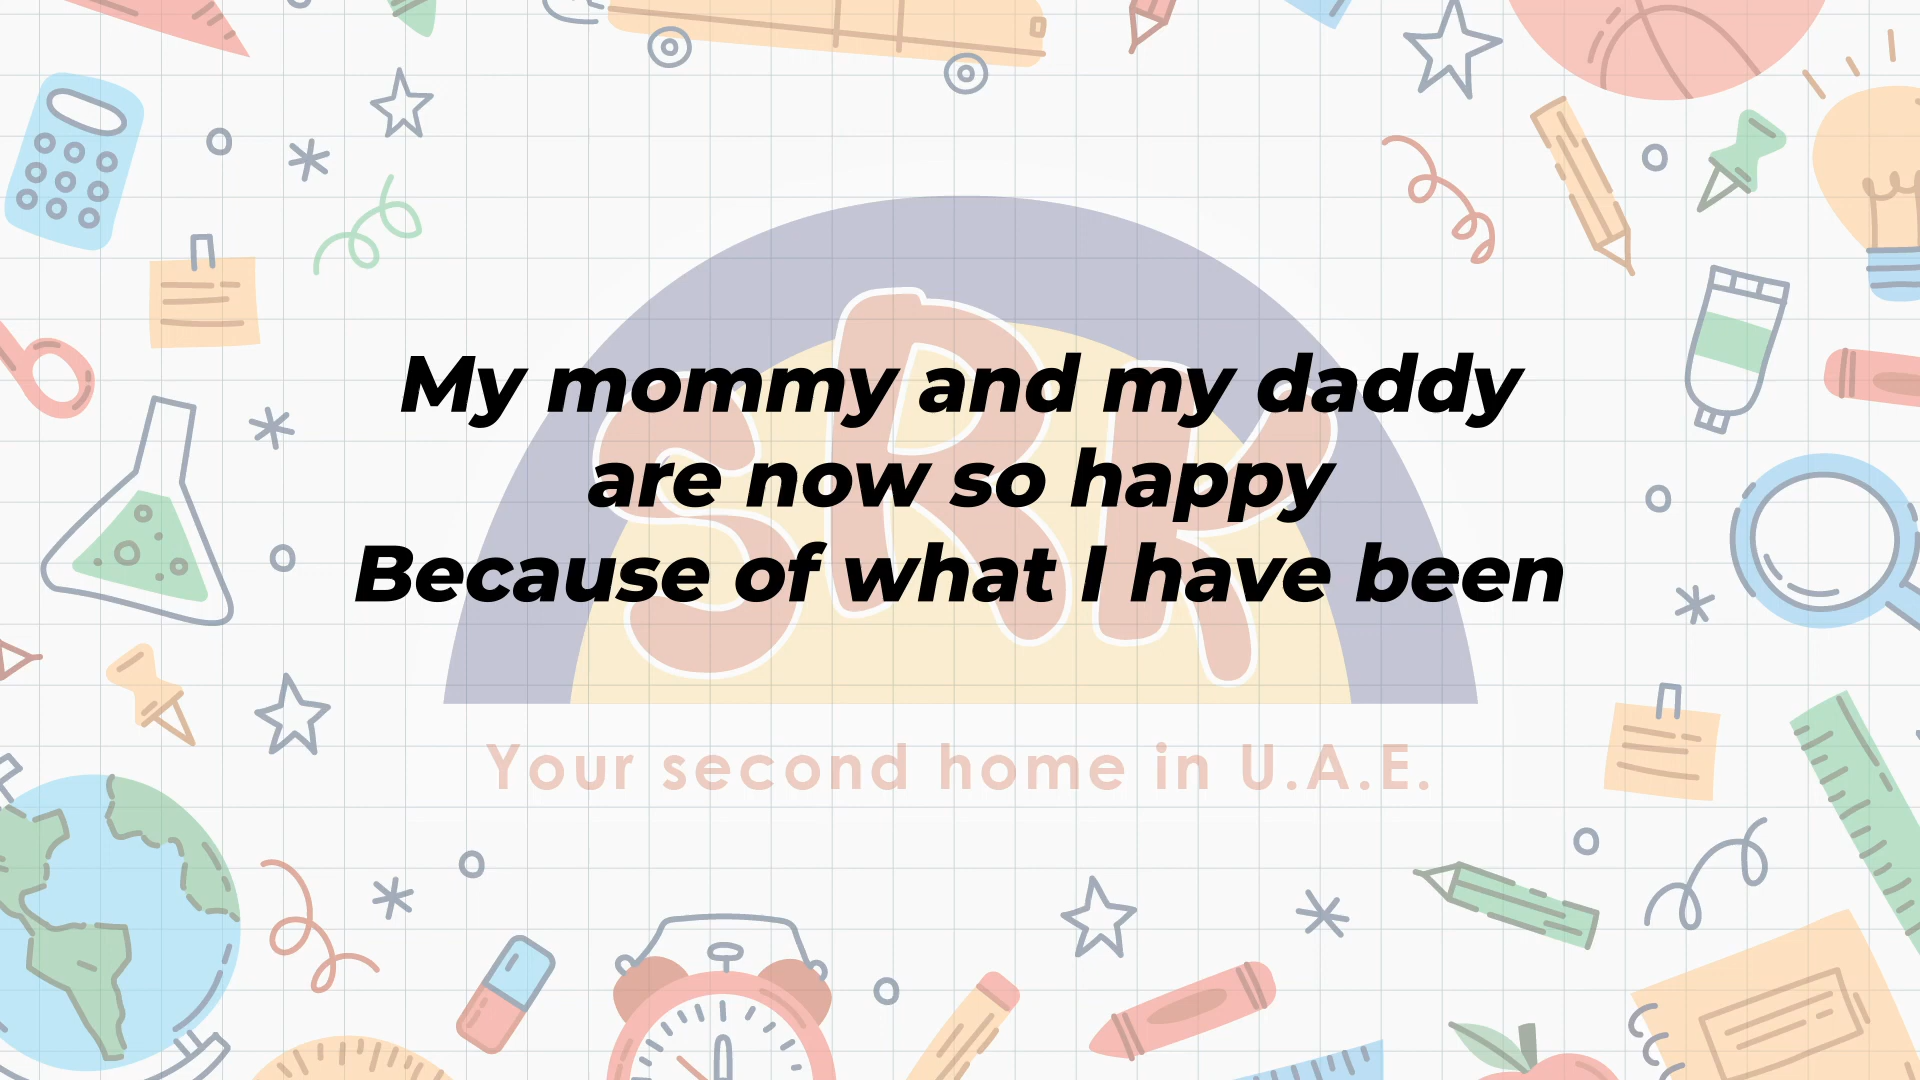 My mommy and my daddy
are now so happy
Because of what I have been
SRK
Your second home in U.A.E.